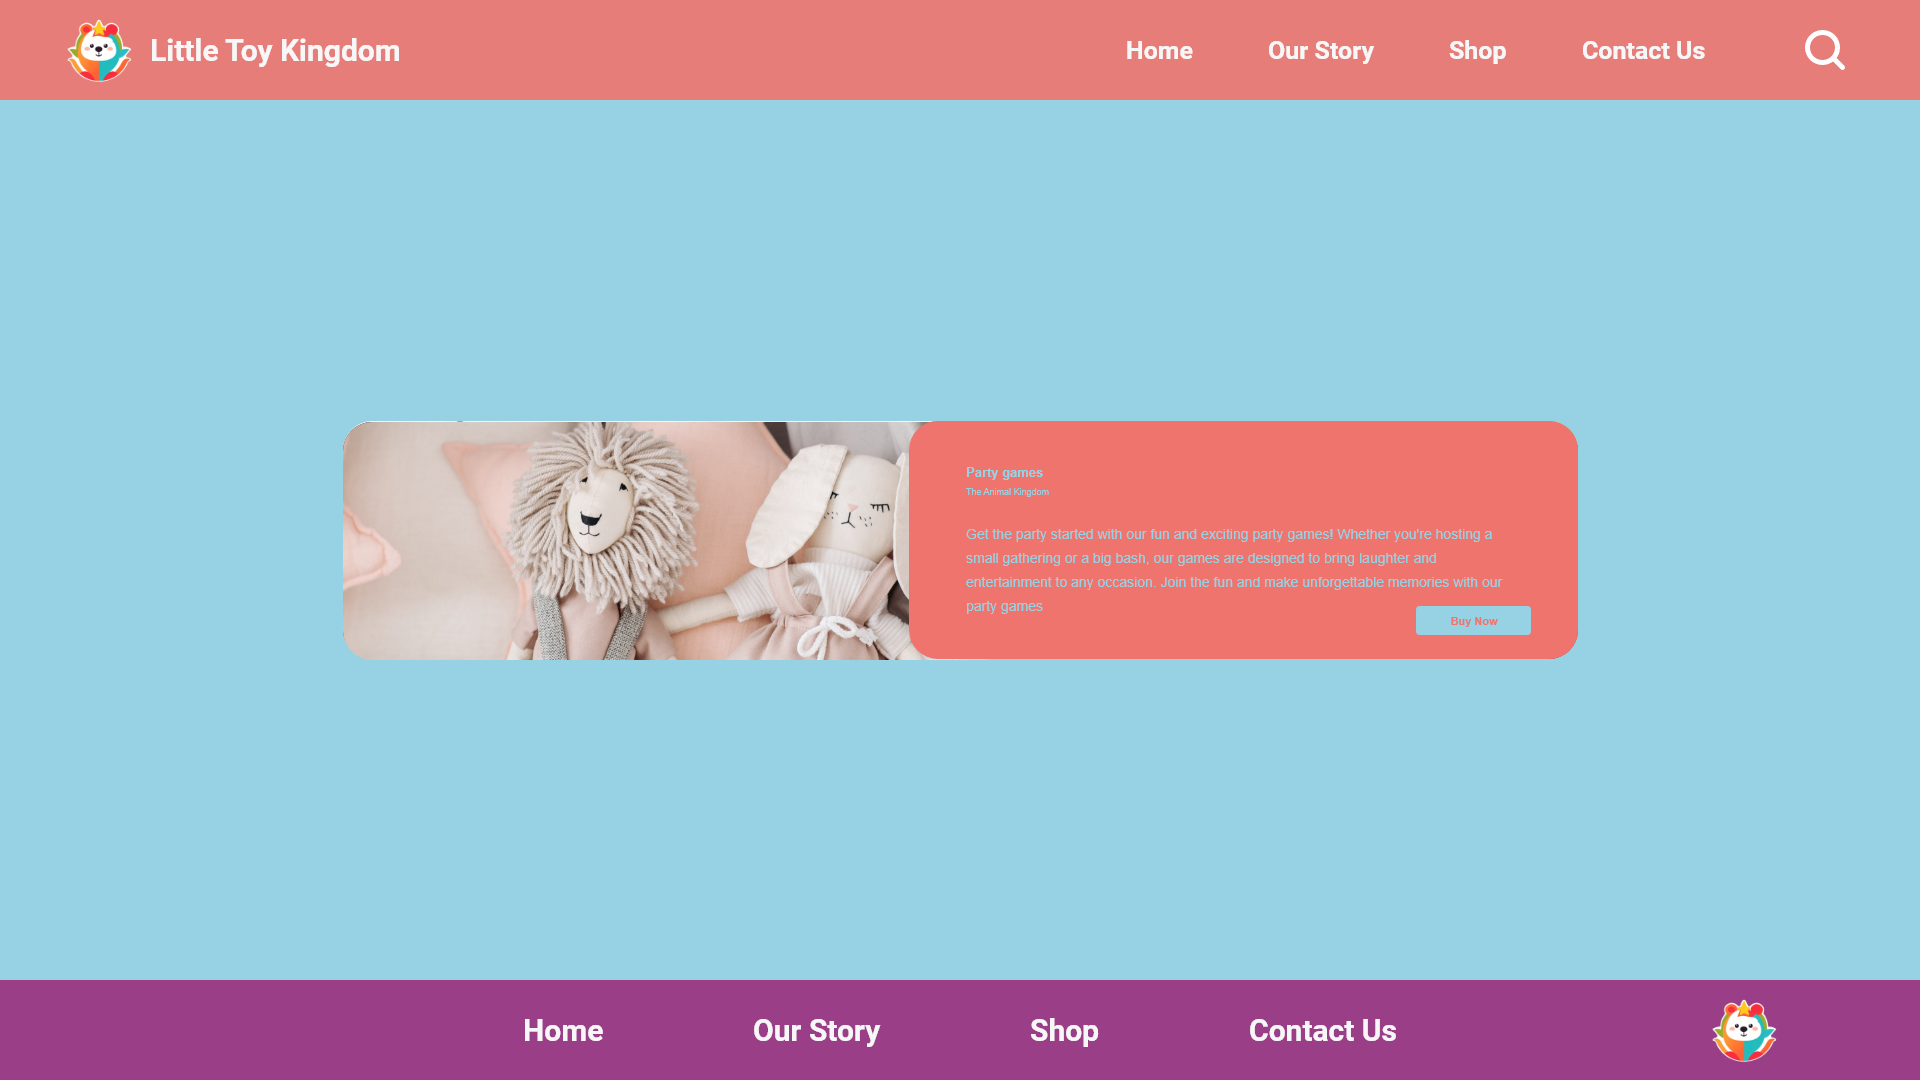 Little Toy Kingdom
Home
Our Story
Shop
Contact Us
Party games
The Animal Kingdom
Get the party started with our fun and exciting party games! Whether you're hosting a
small gathering or a big bash, our games are designed to bring laughter and
entertainment to any occasion. Join the fun and make unforgettable memories with our
party games
Buy Now
Home
Our Story
Shop
Contact Us